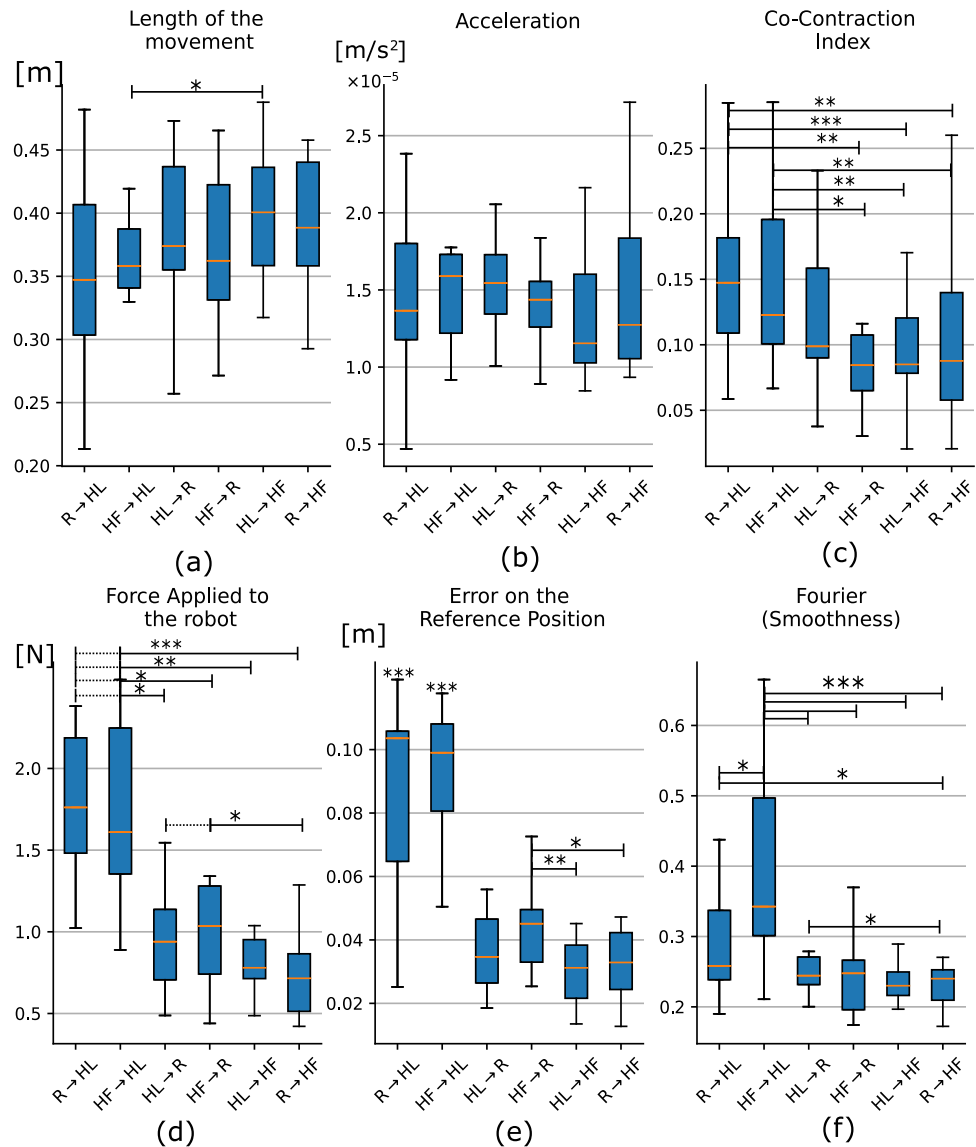 Length of the
movement
Acceleration
Co-Contraction
Index
[m]
[m/s²]
×10⁻⁵
*
**
***
**
**
**
*
0.45
0.40
0.35
0.30
0.25
0.20
2.5
2.0
1.5
1.0
0.5
0.25
0.20
0.15
0.10
0.05
R→HL
HF→HL
HL→R
HF→R
HL→HF
R→HF
R→HL
HF→HL
HL→R
HF→R
HL→HF
R→HF
R→HL
HF→HL
HL→R
HF→R
HL→HF
R→HF
(a)
(b)
(c)
Force Applied to
the robot
Error on the
Reference Position
Fourier
(Smoothness)
[N]
[m]
***
**
*
*
*
***
***
*
**
***
*
*
*
2.0
1.5
1.0
0.5
0.10
0.08
0.06
0.04
0.02
0.6
0.5
0.4
0.3
0.2
R→HL
HF→HL
HL→R
HF→R
HL→HF
R→HF
R→HL
HF→HL
HL→R
HF→R
HL→HF
R→HF
R→HL
HF→HL
HL→R
HF→R
HL→HF
R→HF
(d)
(e)
(f)